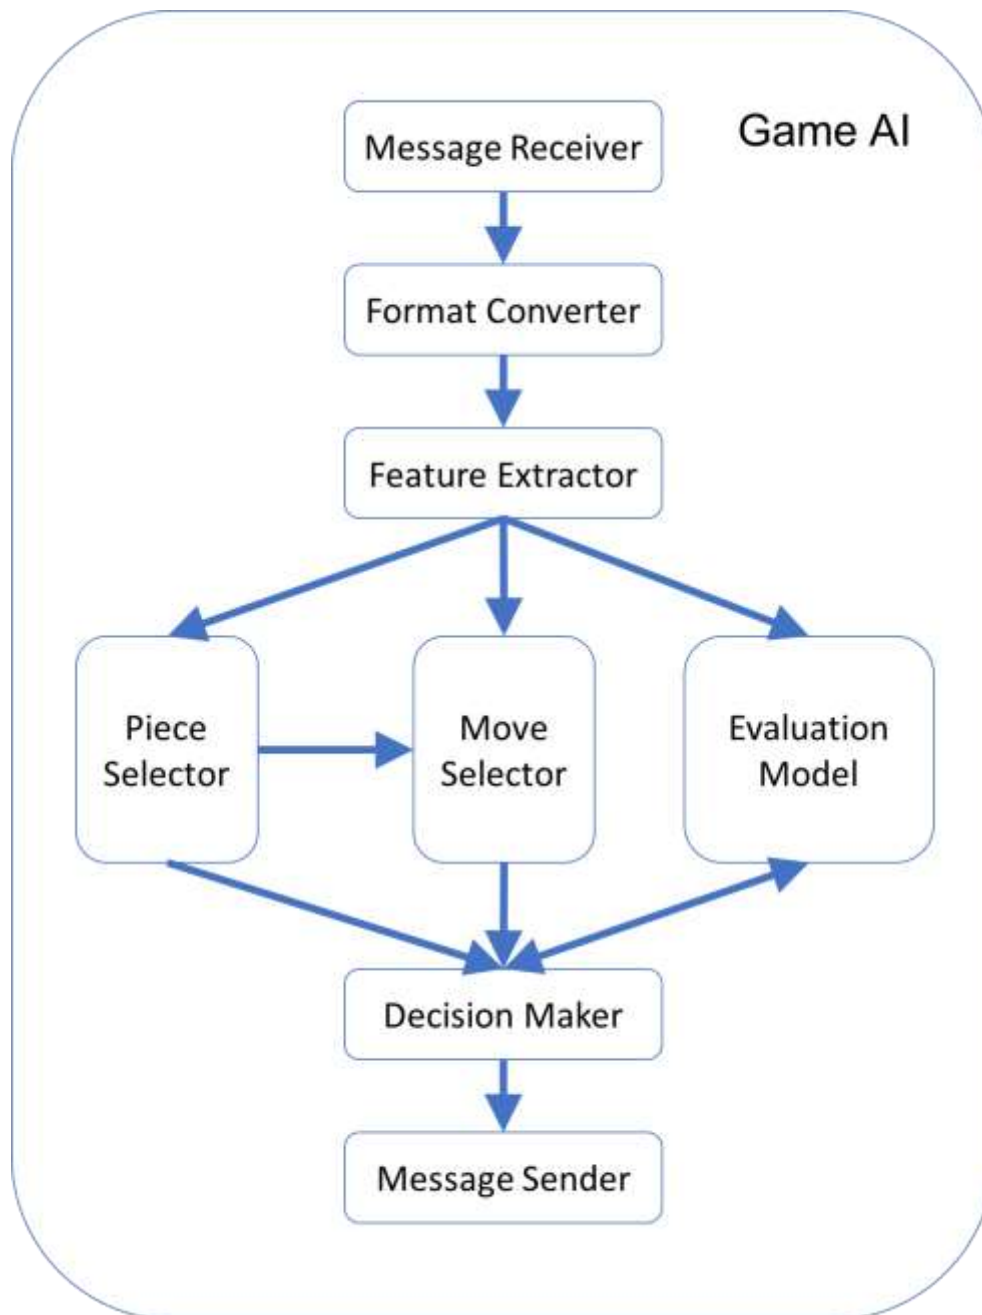 Game AI
Message Receiver
Format Converter
Feature Extractor
Piece
Selector
Move
Selector
Evaluation
Model
Decision Maker
Message Sender